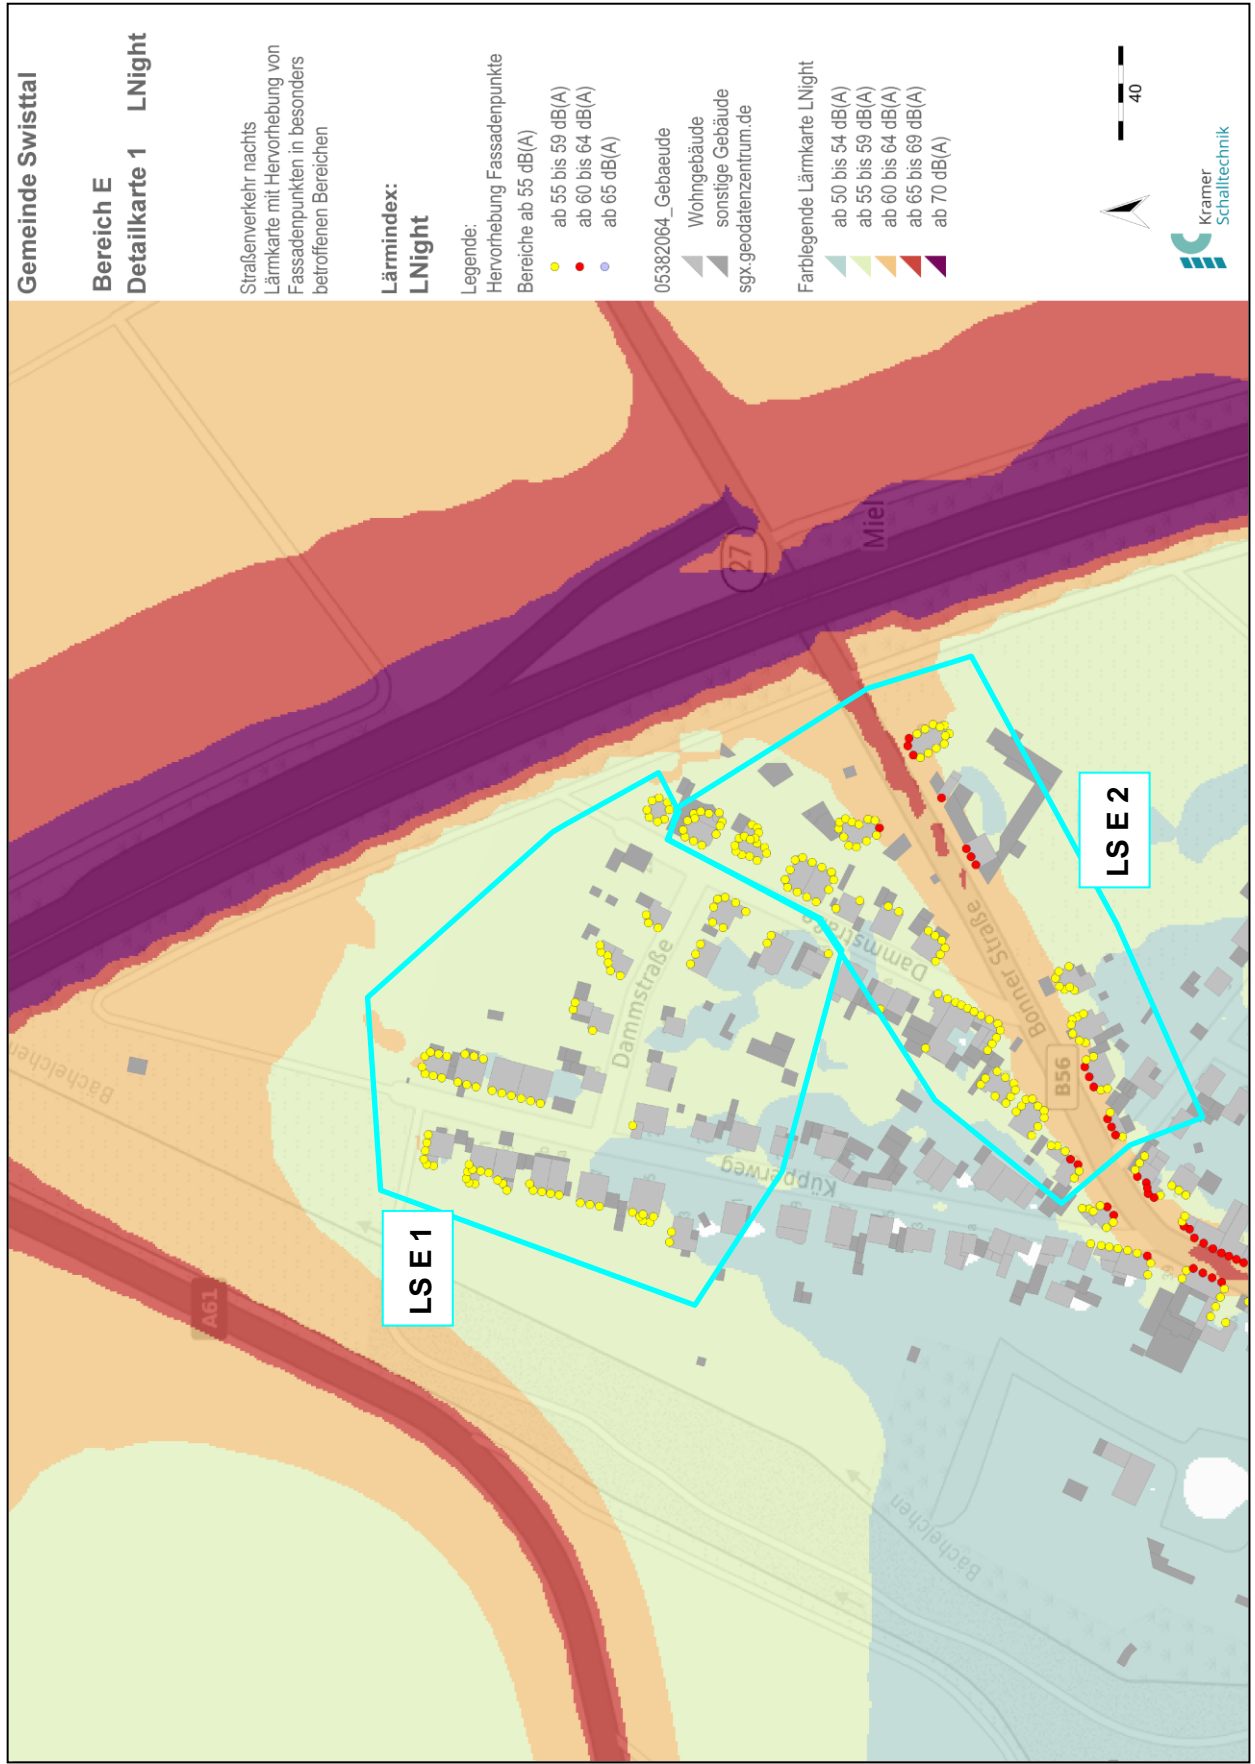 Gemeinde Swisttal
Bereich E
Detailkarte 1 LNight
Straßenverkehr nachts
Lärmkarte mit Hervorhebung von
Fassadenpunkten in besonders
betroffenen Bereichen
Lärmindex:
LNight
Legende:
Hervorhebung Fassadenpunkte
Bereiche ab 55 dB(A)
ab 55 bis 59 dB(A)
ab 60 bis 64 dB(A)
ab 65 dB(A)
05382064_Gebaeude
Wohngebäude
sonstige Gebäude
sgx.geodatenzentrum.de
Farblegende Lärmkarte LNight
ab 50 bis 54 dB(A)
ab 55 bis 59 dB(A)
ab 60 bis 64 dB(A)
ab 65 bis 69 dB(A)
ab 70 dB(A)
40
Kramer
Schalltechnik
27
Miel
LS E 1
LS E 2
A61
B56
Bonner Straße
Dammstraße
Dammstraße
Küpperweg
Bächelchen
Bächelchen
Bächelchen